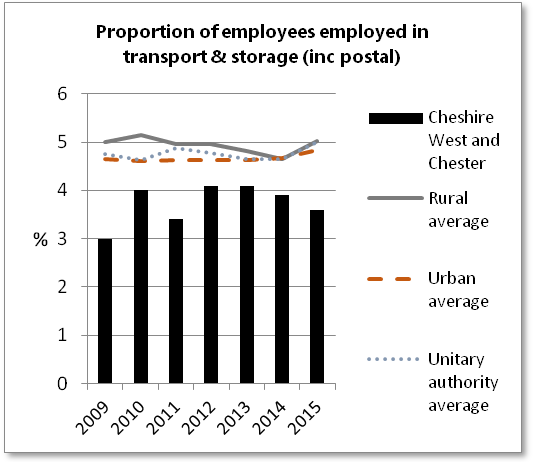 Proportion of employees employed in
transport & storage (inc postal)
6
5
4
3
2
1
0
%
2009
2010
2011
2012
2013
2014
2015
Cheshire
West and
Chester
Rural
average
Urban
average
Unitary
authority
average